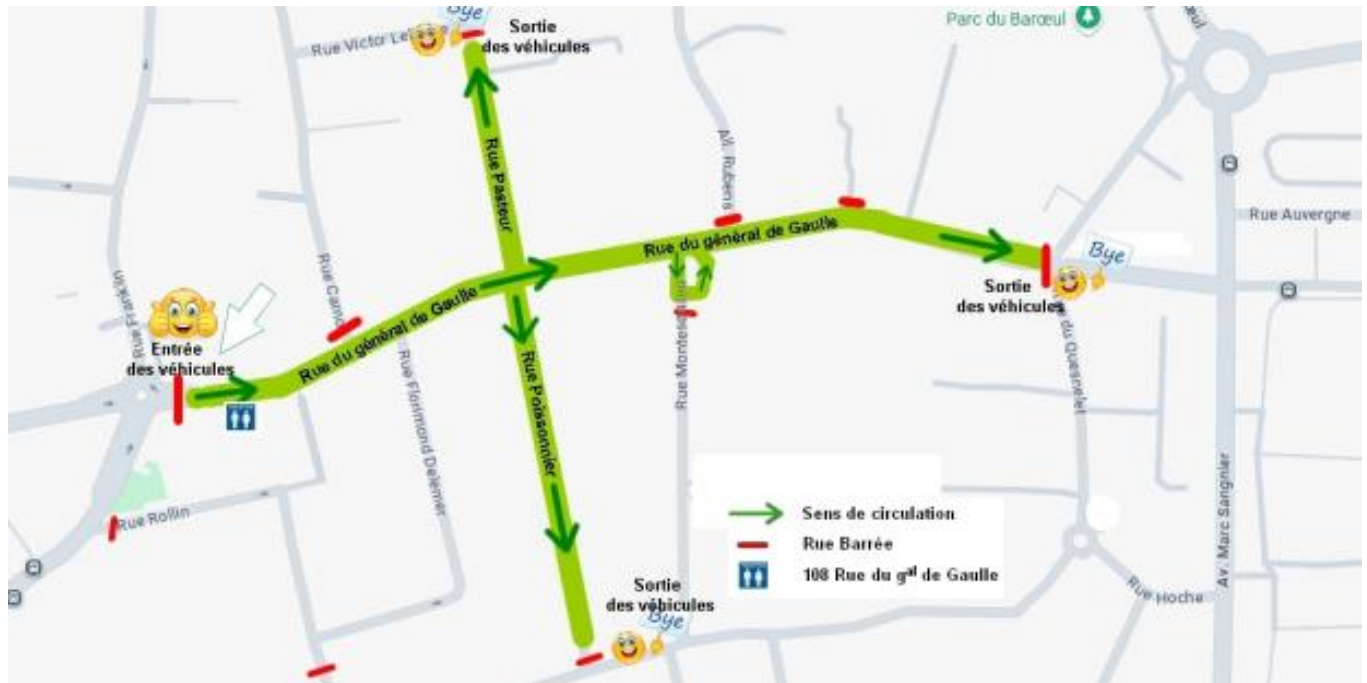 Bye
Sortie
des véhicules
Rue Victor
Parc du Barœul
Rue Pasteur
All. Rubens
Rue Auvergne
Rue du général de Gaulle
Bye
Sortie
des véhicules
Rue Franklin
Rue
Entrée
des véhicules
Rue du général de Gaulle
Rue Florimond Delemer
Rue Poissonnier
Rue
du Quesnelet
Rue Rollin
Av. Marc Sangnier
Rue Hoche
Sens de circulation
Rue Barrée
108 Rue du gal de Gaulle
Sortie
des véhicules
Bye